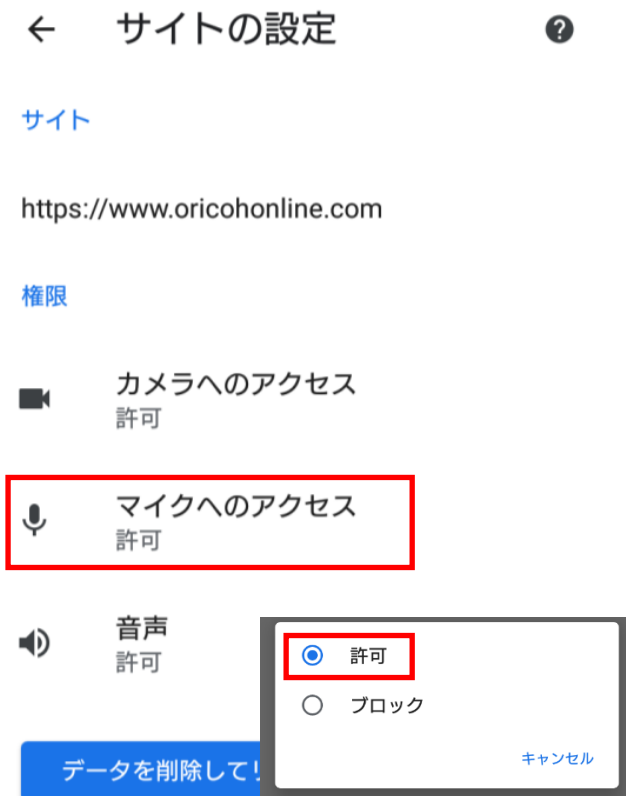 サイトの設定
サイト
https://www.oricohonline.com
権限
カメラへのアクセス
許可
マイクへのアクセス
許可
音声
許可
データを削除して
許可
ブロック
キャンセル